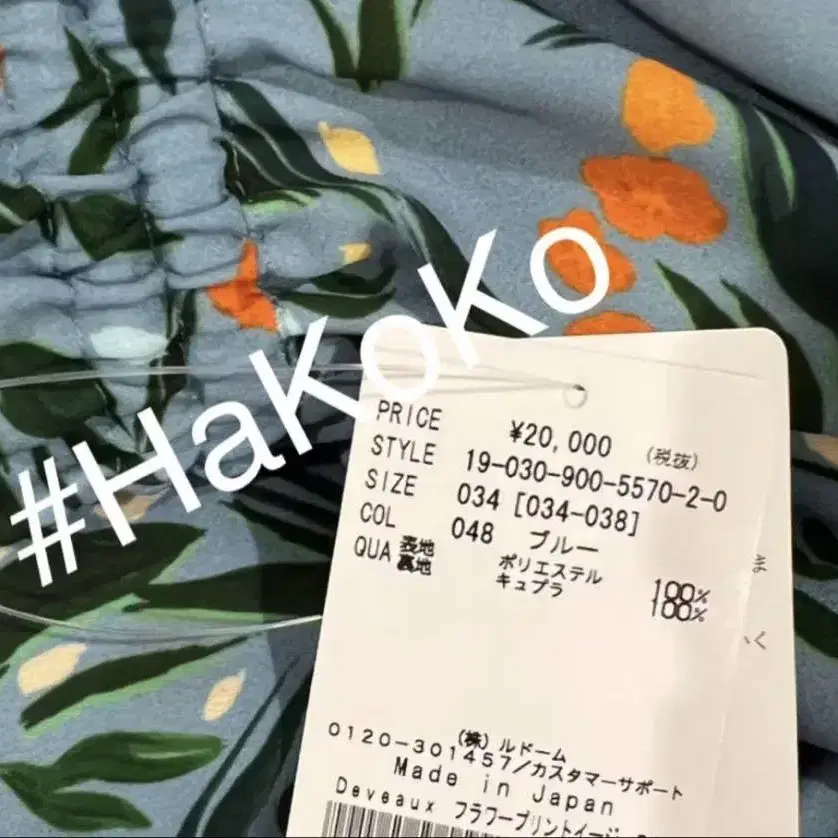 #HaKoKo
PRICE ¥20,000 (税抜)
STYLE 19-030-900-5570-2-0
SIZE 034 [034-038]
COL 048 ブルー
QUA 表地 ポリエステル 100%
裏地 キュプラ 100%
(株) ルドーム
0120-301457/カスタマーサポート
Made in Japan
Deveaux フラワープリントイージー
ま
く